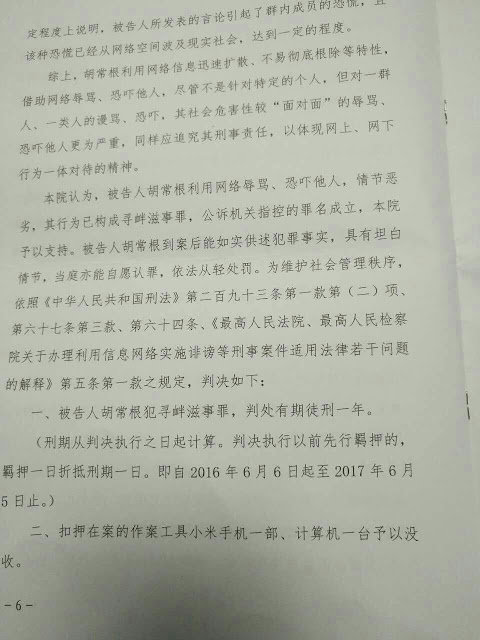 定程度上说明，被告人所发表的言论引起了群内成员的恐慌，且
该种恐慌已经从网络空间波及现实社会，达到一定的程度。
综上，胡常根利用网络信息迅速扩散、不易彻底根除等特性，
借助网络辱骂、恐吓他人，尽管不是针对特定的个人，但对一群
人、一类人的谩骂、恐吓，其社会危害性较“面对面”的辱骂、
恐吓他人更为严重，同样应追究其刑事责任，以体现网上、网下
行为一体对待的精神。
本院认为，被告人胡常根利用网络辱骂、恐吓他人，情节恶
劣，其行为已构成寻衅滋事罪，公诉机关指控的罪名成立，本院
予以支持。被告人胡常根到案后能如实供述犯罪事实，具有坦白
情节，当庭亦能自愿认罪，依法从轻处罚。为维护社会管理秩序，
依照《中华人民共和国刑法》第二百九十三条第一款第（二）项、
第六十七条第三款、第六十四条、《最高人民法院、最高人民检察
院关于办理利用信息网络实施诽谤等刑事案件适用法律若干问题
的解释》第五条第一款之规定，判决如下：
一、被告人胡常根犯寻衅滋事罪，判处有期徒刑一年。
（刑期从判决执行之日起计算。判决执行以前先行羁押的，
羁押一日折抵刑期一日。即自2016年6月6日起至2017年6月
5日止。）
二、扣押在案的作案工具小米手机一部、计算机一台予以没
收。
-6-